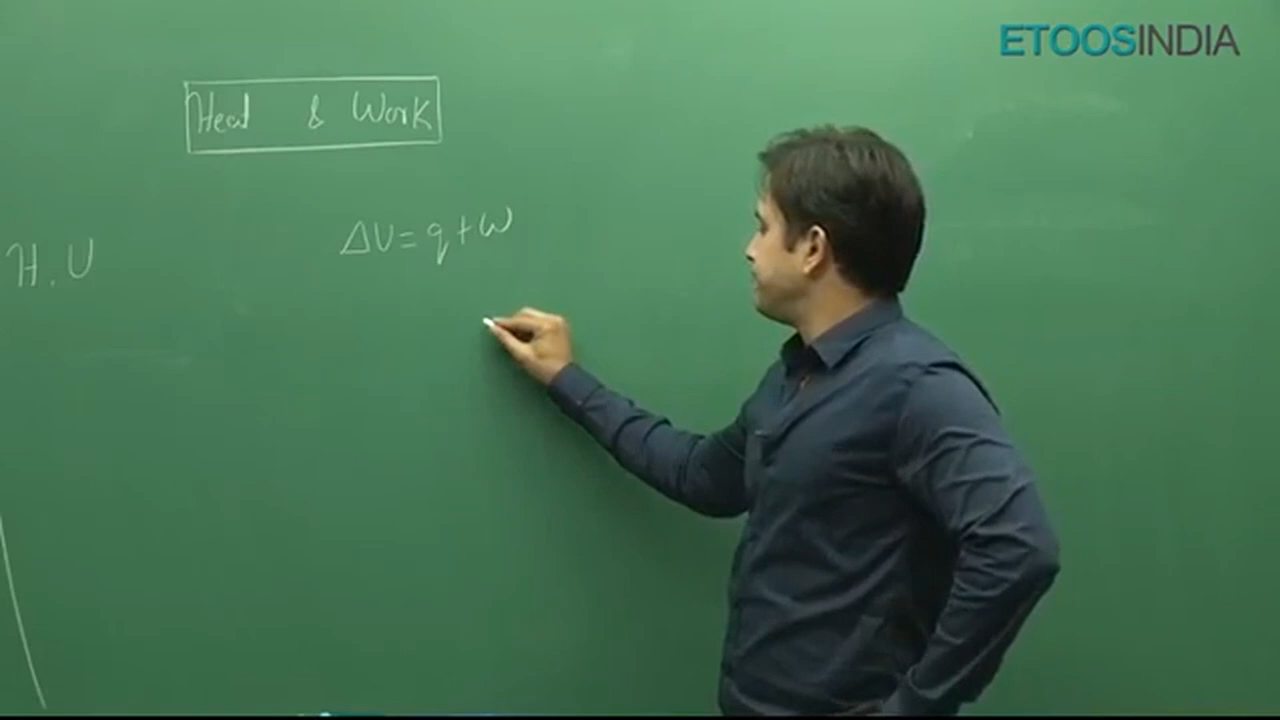 ETOOSINDIA
Heat & Work
H, U
ΔU = q + w